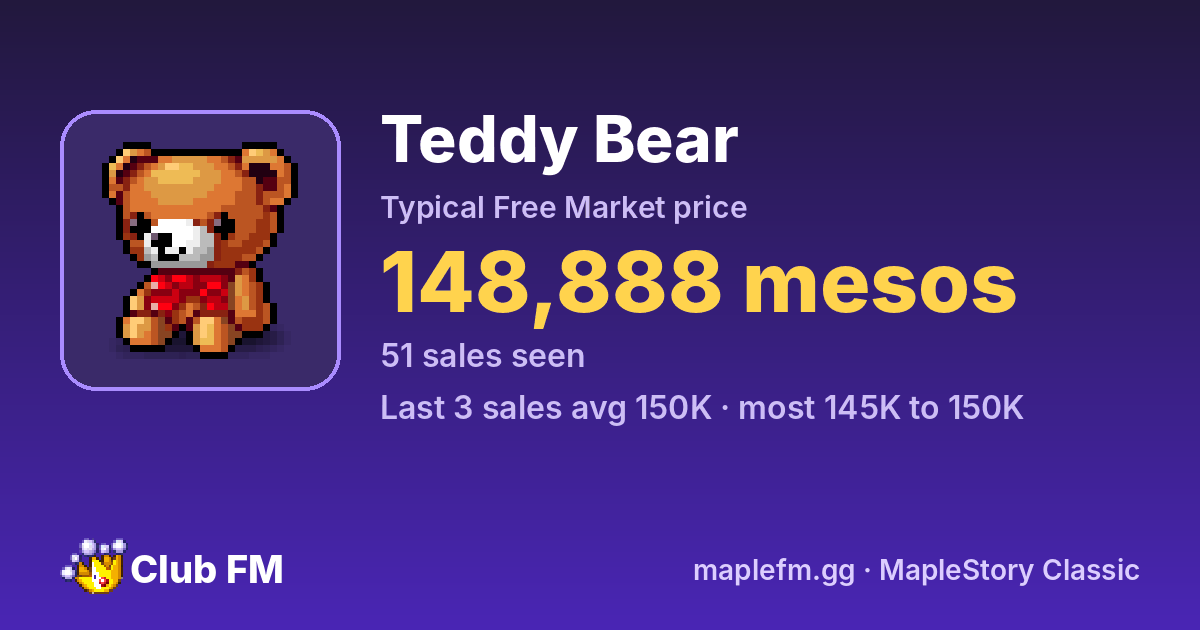 Teddy Bear
Typical Free Market price
148,888 mesos
51 sales seen
Last 3 sales avg 150K · most 145K to 150K
Club FM
maplefm.gg · MapleStory Classic